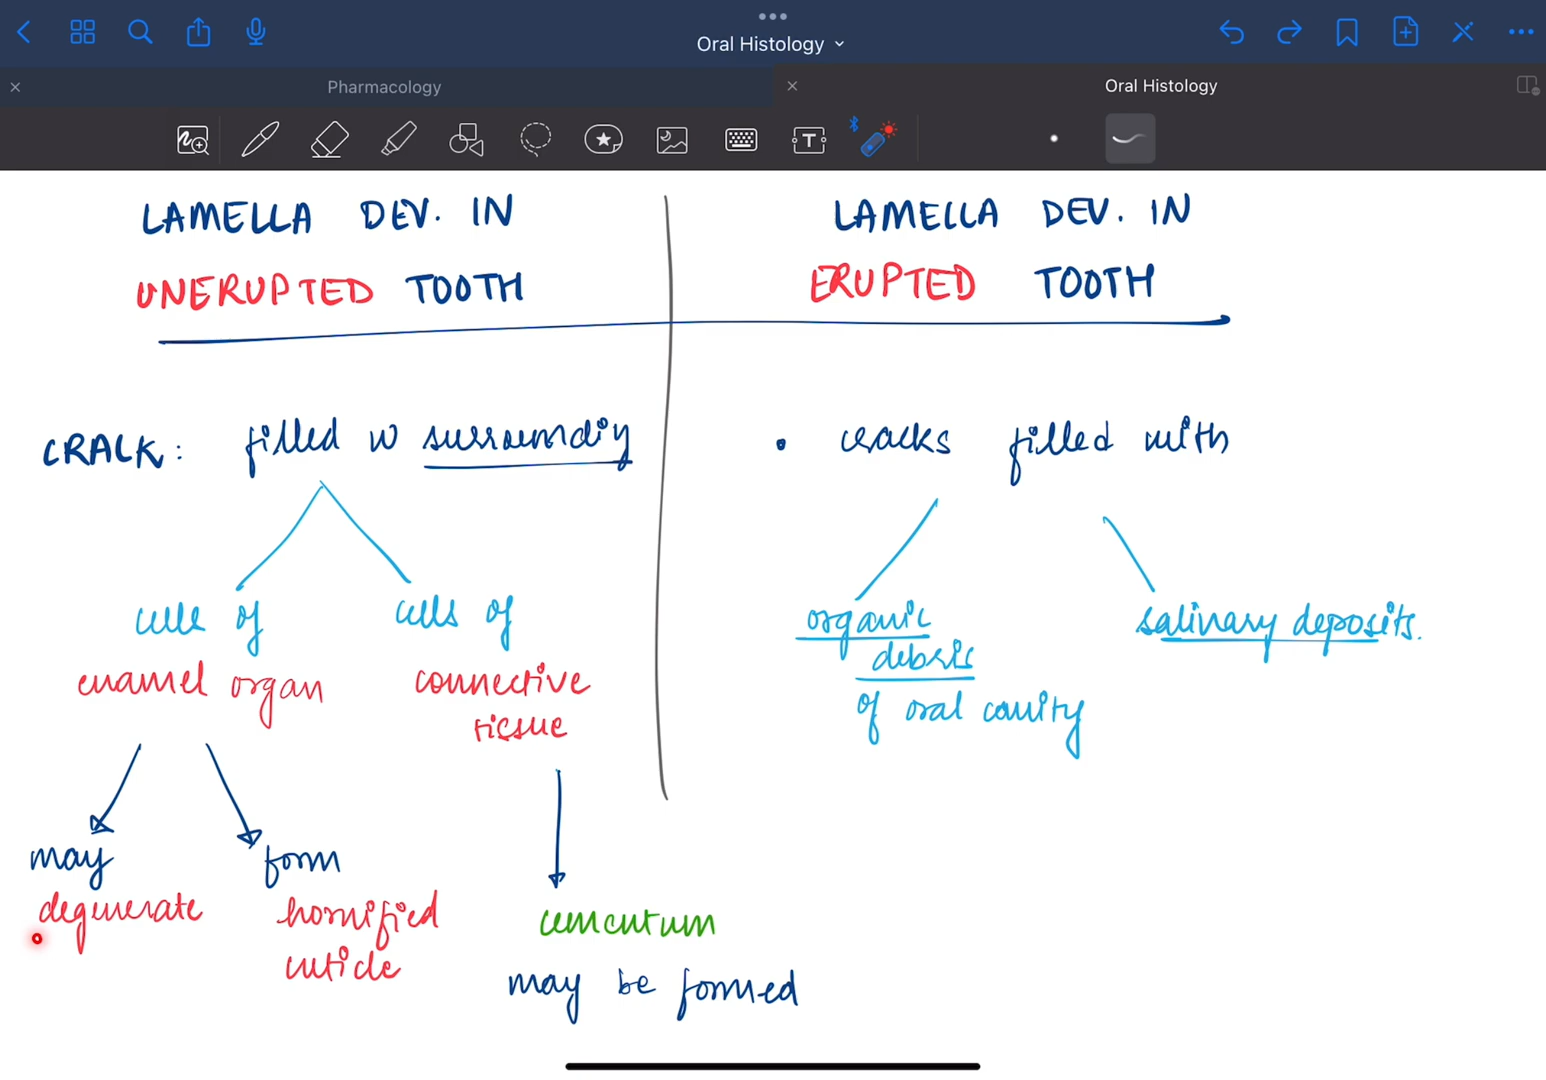 Oral Histology
Pharmacology
Oral Histology
T
LAMELLA DEV. IN
UNERUPTED TOOTH
CRACK: filled w surrounding
cells of
enamel organ
cells of
connective
tissue
may
degenerate
form
hornified
cuticle
cementum
may be formed
LAMELLA DEV. IN
ERUPTED TOOTH
• cracks filled with
organic
debris
of oral cavity
salivary deposits.